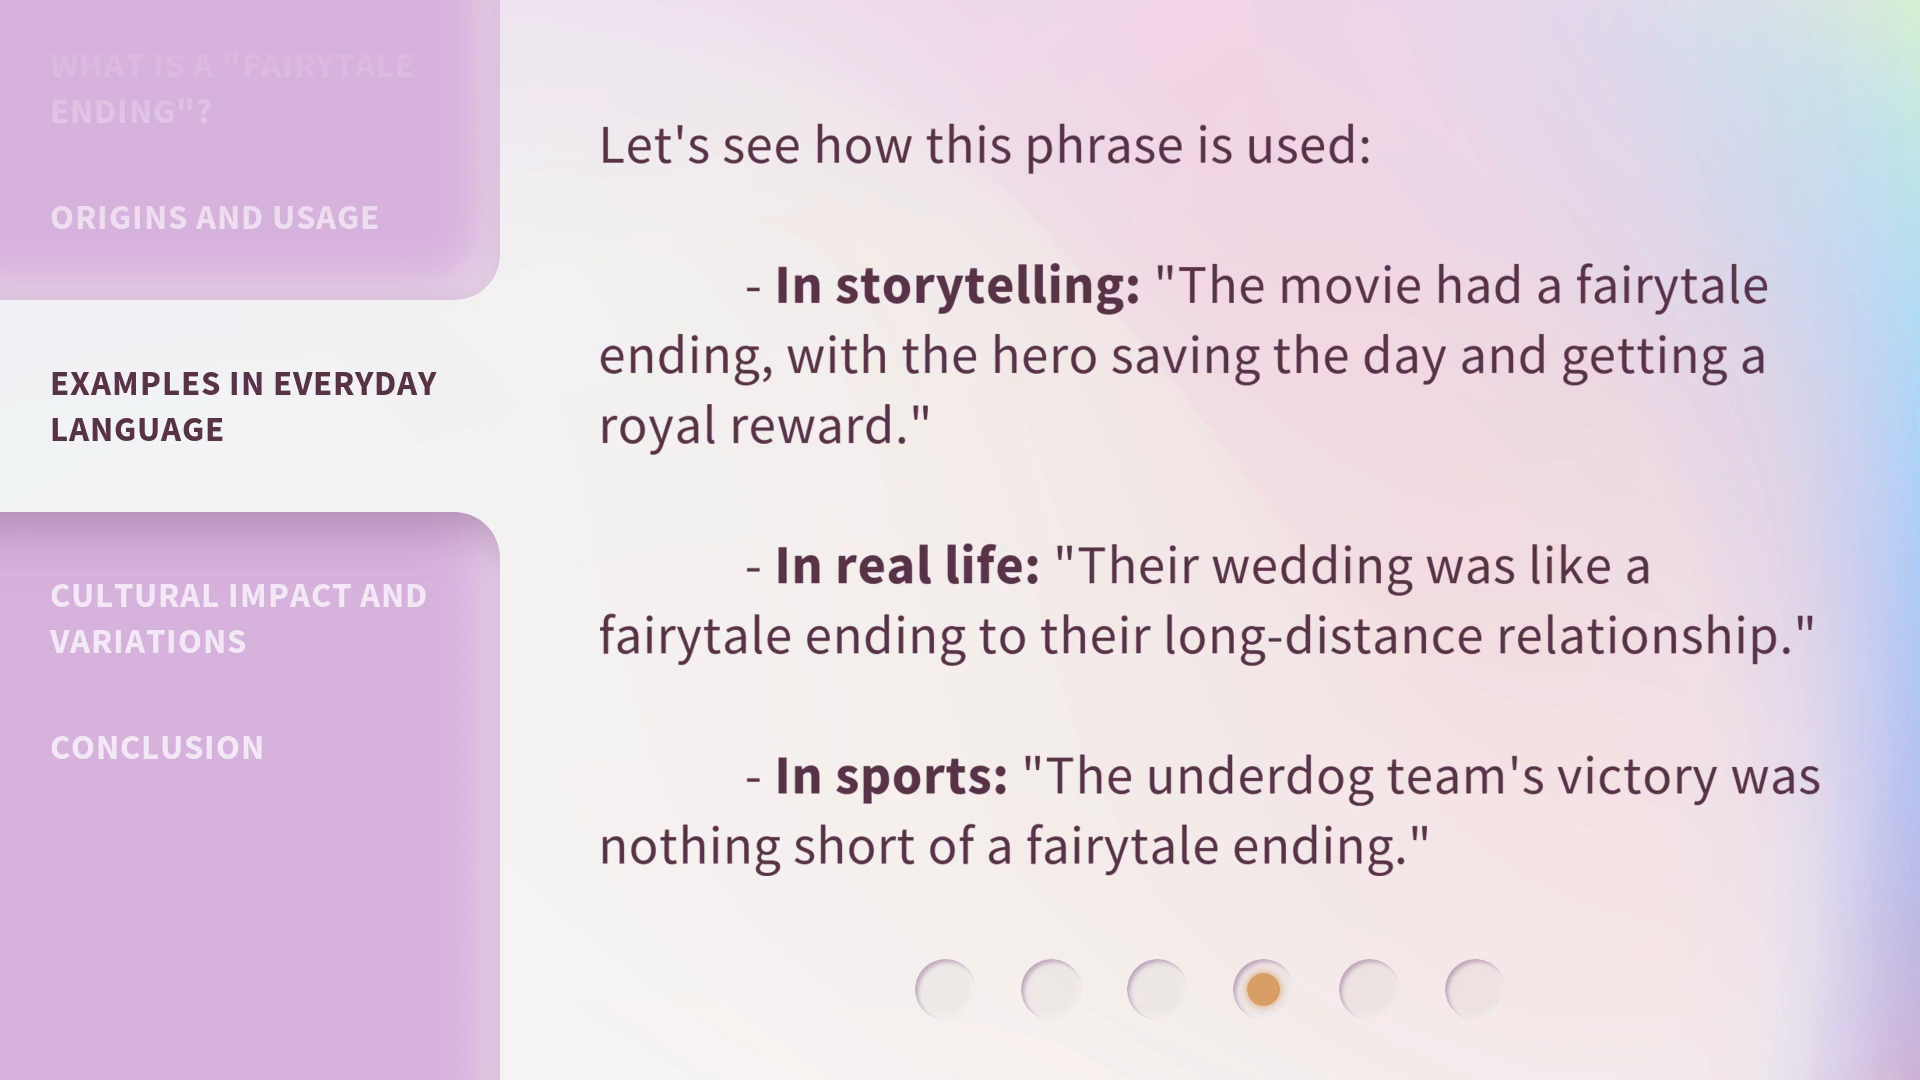 WHAT IS A "FAIRYTALE
ENDING"?
ORIGINS AND USAGE
EXAMPLES IN EVERYDAY
LANGUAGE
CULTURAL IMPACT AND
VARIATIONS
CONCLUSION
Let's see how this phrase is used:
- In storytelling: "The movie had a fairytale
ending, with the hero saving the day and getting a
royal reward."
- In real life: "Their wedding was like a
fairytale ending to their long-distance relationship."
- In sports: "The underdog team's victory was
nothing short of a fairytale ending."